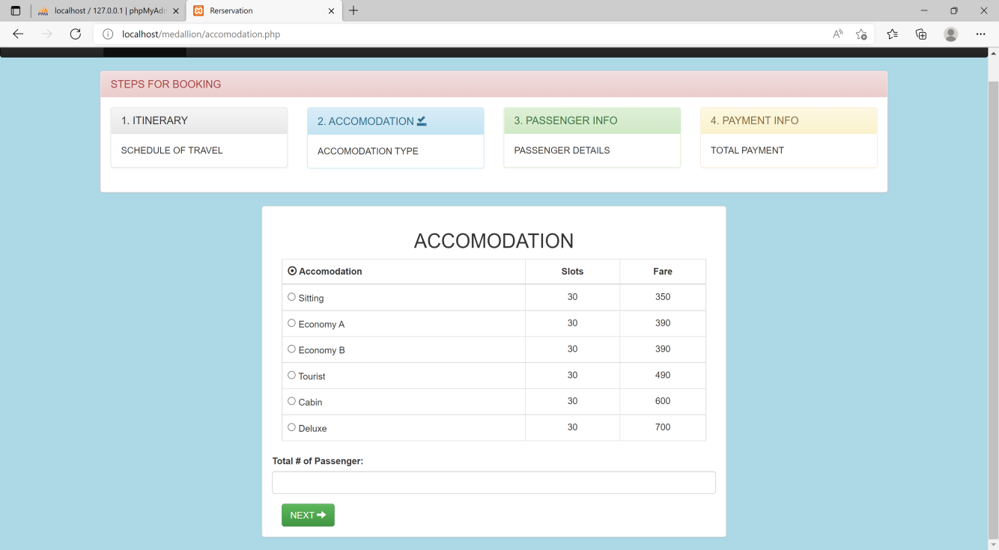 localhost / 127.0.0.1 | phpMyAdm
Rerservation
localhost/medallion/accomodation.php
STEPS FOR BOOKING
1. ITINERARY
SCHEDULE OF TRAVEL
2. ACCOMODATION
ACCOMODATION TYPE
3. PASSENGER INFO
PASSENGER DETAILS
4. PAYMENT INFO
TOTAL PAYMENT
ACCOMODATION
Accomodation Slots Fare
Sitting 30 350
Economy A 30 390
Economy B 30 390
Tourist 30 490
Cabin 30 600
Deluxe 30 700
Total # of Passenger:
NEXT